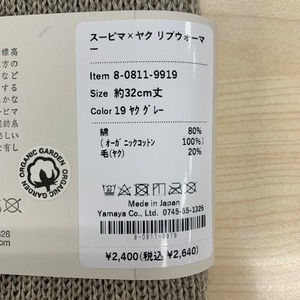 スーピマ×ヤク リブウォーマ
ー
Item 8-0811-9919
Size 約32cm丈
Color 19 ヤク グレー
綿 80%
(オーガニックコットン 100%)
毛(ヤク) 20%
Made in Japan
Yamaya Co., Ltd. 0745-55-1326
8-0811-9919
¥2,400(税込 ¥2,640)
ORGANIC GARDEN
ORGANIC GARDEN